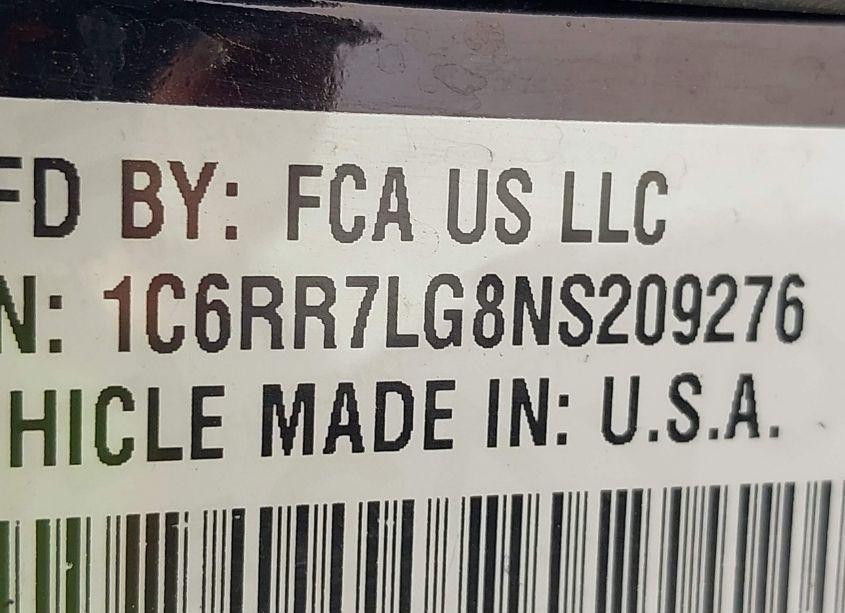 FD BY: FCA US LLC
N: 1C6RR7LG8NS209276
HICLE MADE IN: U.S.A.